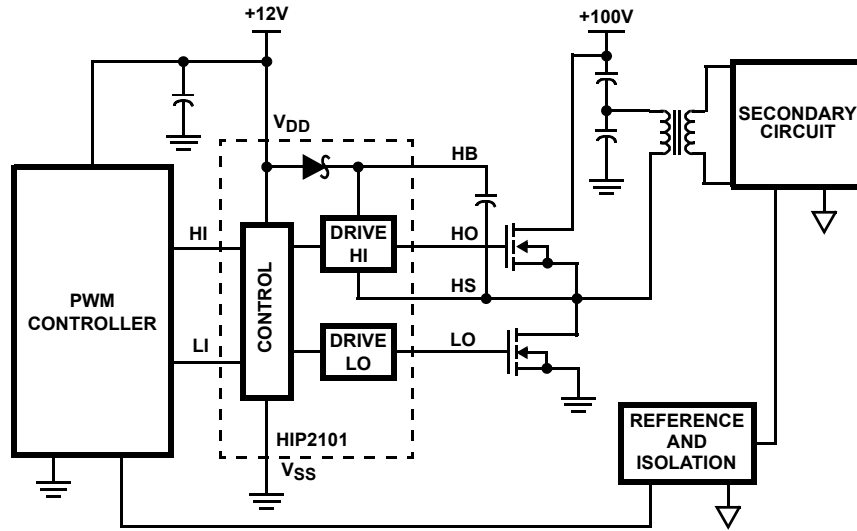 +12V
+100V
SECONDARY
CIRCUIT
VDD
HB
DRIVE
HI
HI
HO
HS
PWM
CONTROLLER
CONTROL
LI
DRIVE
LO
LO
HIP2101
VSS
REFERENCE
AND
ISOLATION